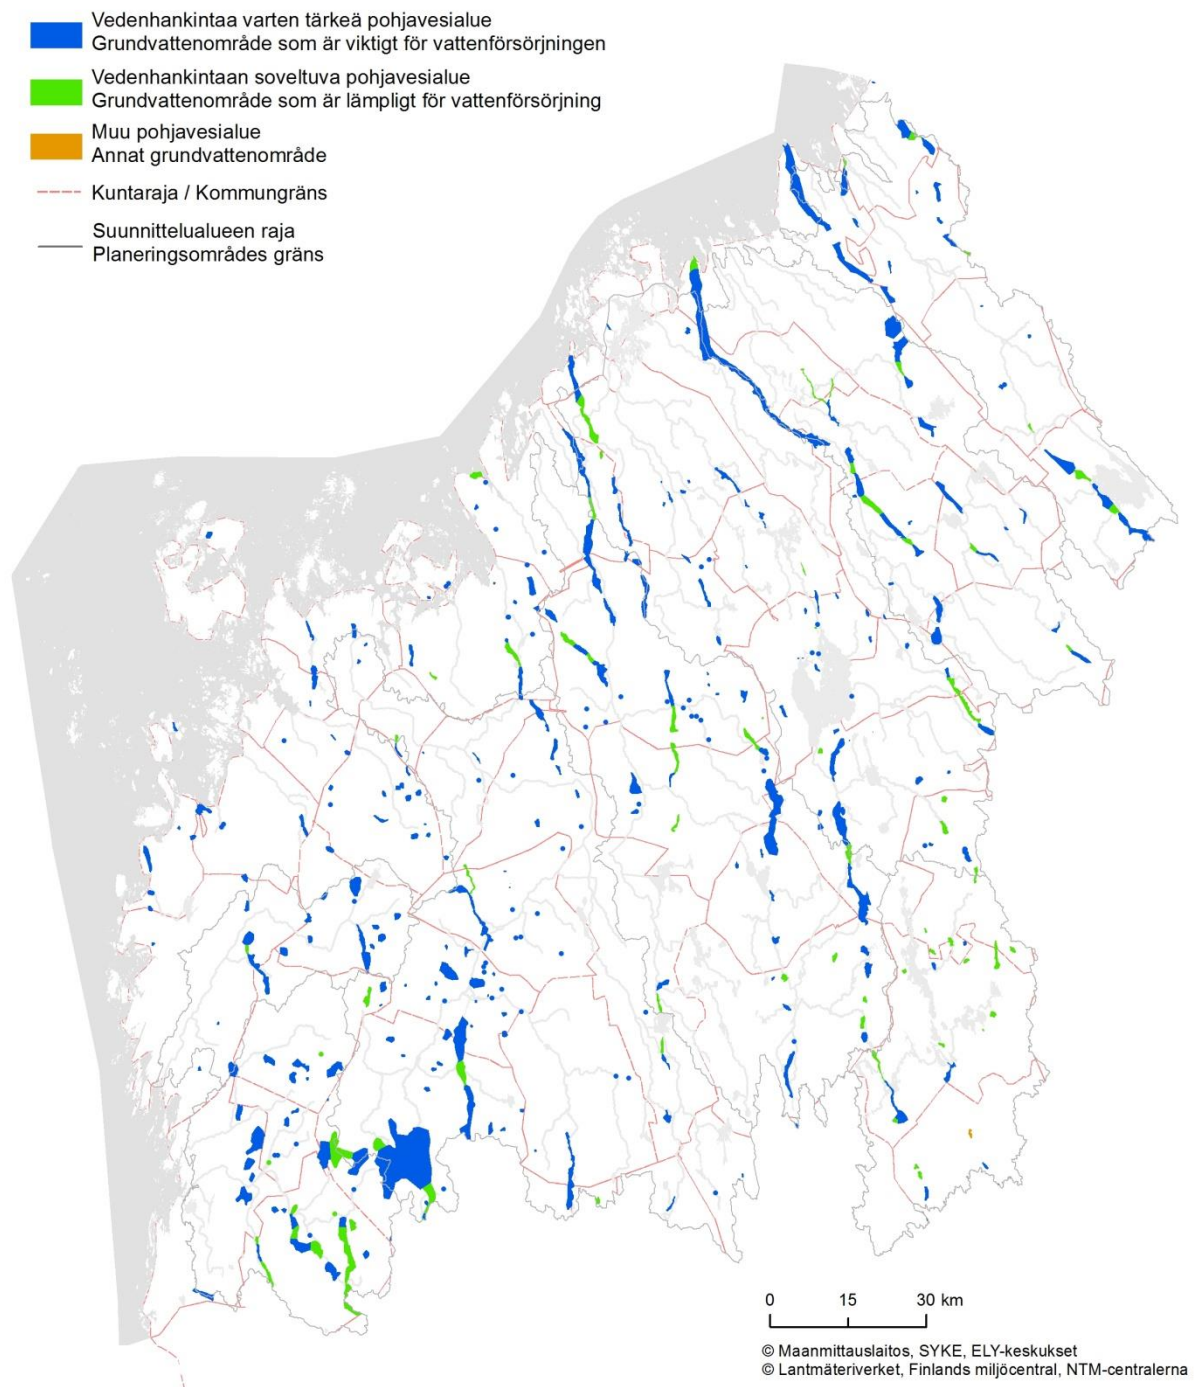 Vedenhankintaa varten tärkeä pohjavesialue
Grundvattenområde som är viktigt för vattenförsörjningen
Vedenhankintaan soveltuva pohjavesialue
Grundvattenområde som är lämpligt för vattenförsörjning
Muu pohjavesialue
Annat grundvattenområde
Kuntaraja / Kommungräns
Suunnittelualueen raja
Planeringsområdes gräns
0 15 30 km
© Maanmittauslaitos, SYKE, ELY-keskukset
© Lantmäteriverket, Finlands miljöcentral, NTM-centralerna